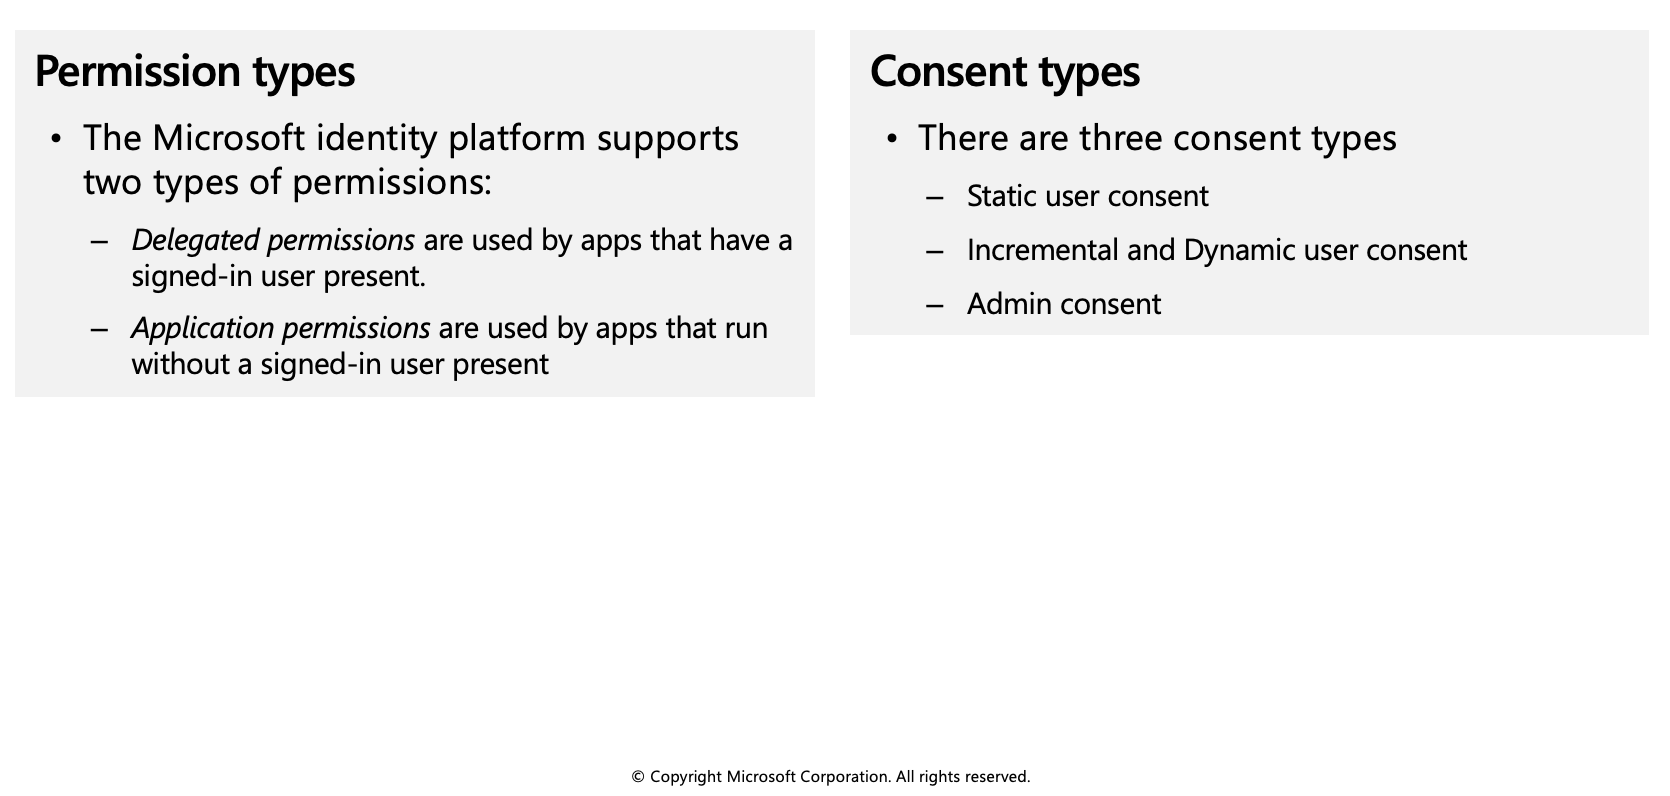 Permission types
• The Microsoft identity platform supports
two types of permissions:
– Delegated permissions are used by apps that have a
signed-in user present.
– Application permissions are used by apps that run
without a signed-in user present
Consent types
• There are three consent types
– Static user consent
– Incremental and Dynamic user consent
– Admin consent
© Copyright Microsoft Corporation. All rights reserved.